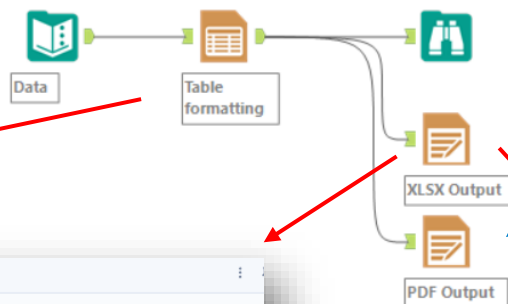 Data
Table
formatting
XLSX Output
PDF Output